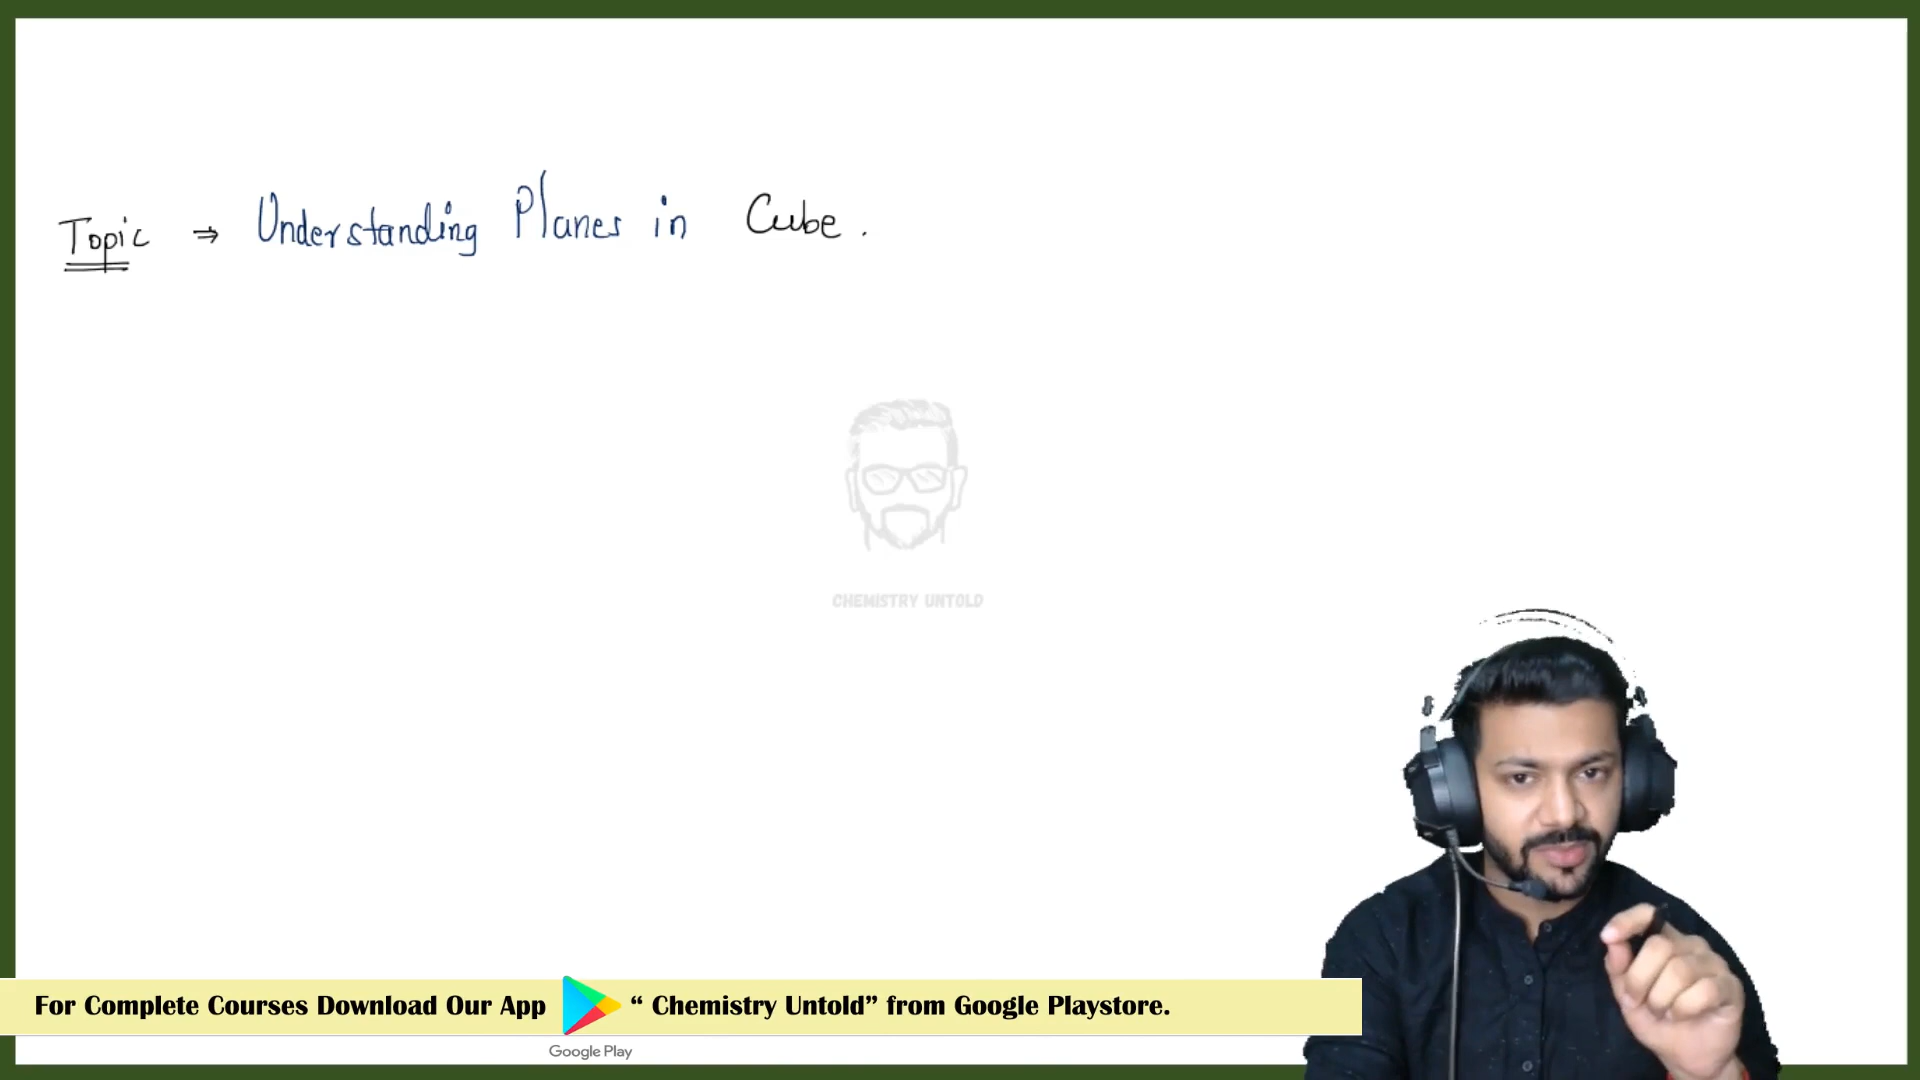 Topic ⇒ Understanding Planes in Cube.
CHEMISTRY UNTOLD
For Complete Courses Download Our App “ Chemistry Untold” from Google Playstore.
Google Play